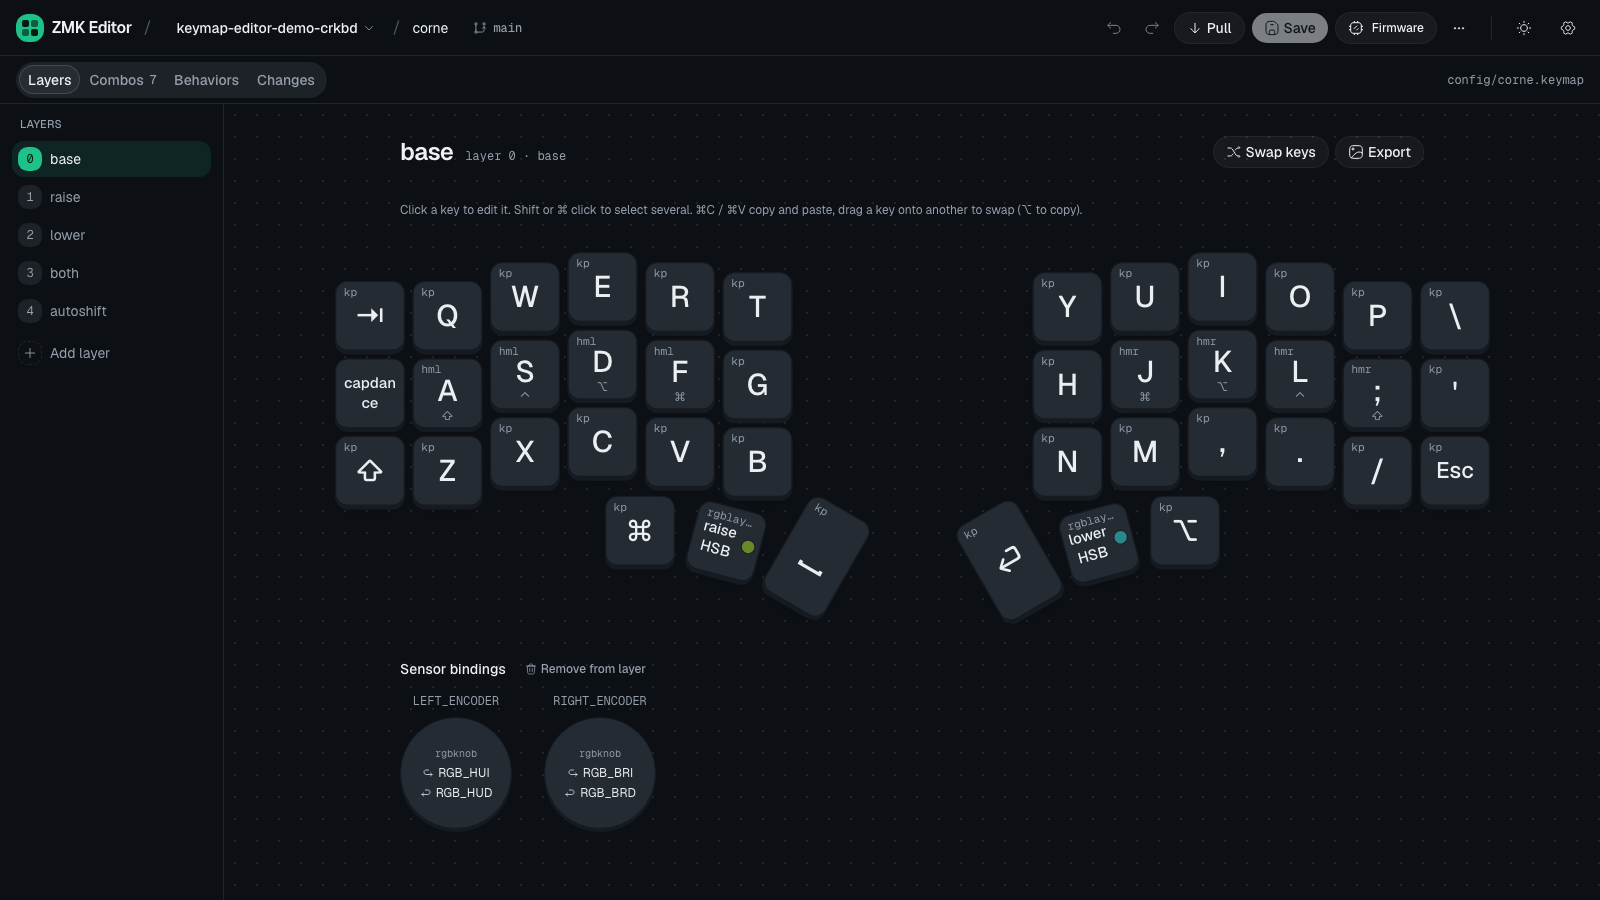 ZMK Editor / keymap-editor-demo-crkbd / corne main Pull Save Firmware
Layers Combos 7 Behaviors Changes config/corne.keymap
LAYERS
0 base
1 raise
2 lower
3 both
4 autoshift
+ Add layer
base layer 0 · base Swap keys Export
Click a key to edit it. Shift or ⌘ click to select several. ⌘C / ⌘V copy and paste, drag a key onto another to swap (⌥ to copy).
kp ⇥
kp Q
kp W
kp E
kp R
kp T
kp Y
kp U
kp I
kp O
kp P
kp \
capdan
ce
hml A ⇧
hml S ^
hml D ⌥
hml F ⌘
kp G
kp H
hmr J ⌘
hmr K ⌥
hmr L ^
hmr ; ⇧
kp '
kp ⇧
kp Z
kp X
kp C
kp V
kp B
kp N
kp M
kp ,
kp .
kp /
kp Esc
kp ⌘
rgblay…
raise
HSB
kp
kp
rgblay…
lower
HSB
kp ⌥
Sensor bindings Remove from layer
LEFT_ENCODER
rgbknob
RGB_HUI
RGB_HUD
RIGHT_ENCODER
rgbknob
RGB_BRI
RGB_BRD